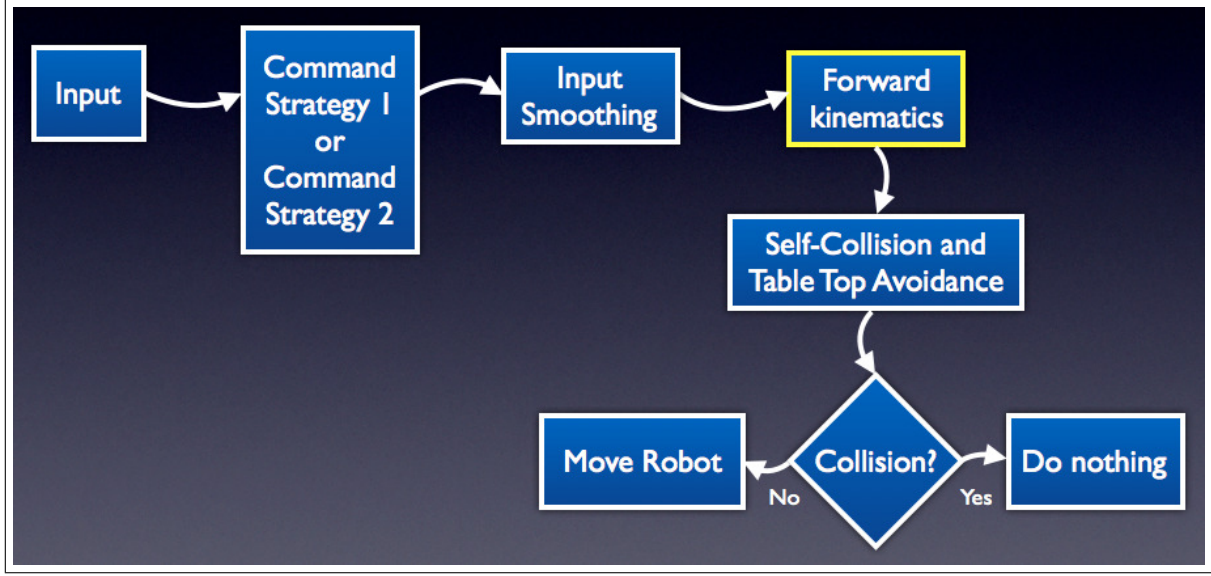 Input
Command
Strategy 1
or
Command
Strategy 2
Input
Smoothing
Forward
kinematics
Self-Collision and
Table Top Avoidance
Collision?
Move Robot
No
Yes
Do nothing